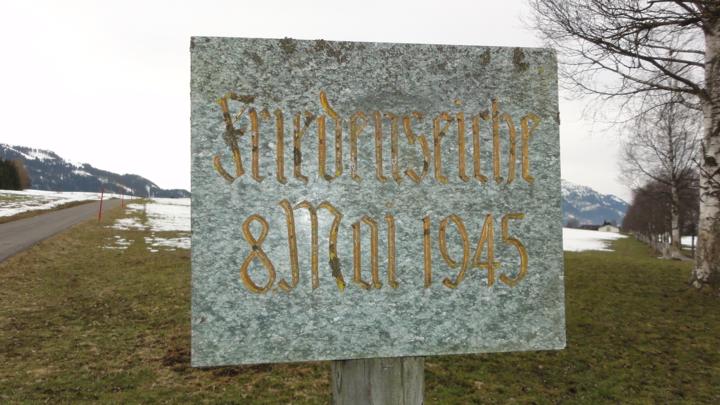 Friedenseiche
8. Mai 1945